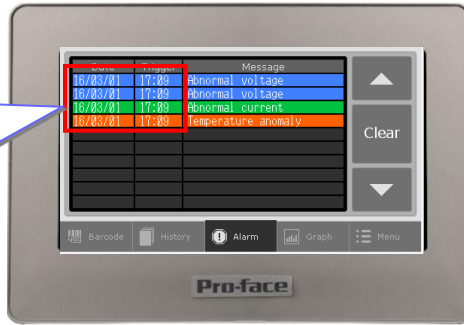 Date Trigger Message
16/03/01 17:09 Abnormal voltage
16/03/01 17:09 Abnormal voltage
16/03/01 17:09 Abnormal current
16/03/01 17:09 Temperature anomaly
Clear
Barcode History Alarm Graph Menu
Pro-face